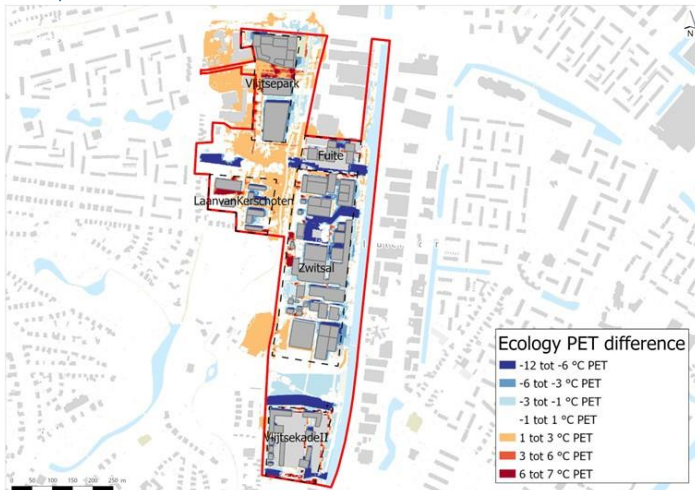 N
Vlijtsepark
Fuite
LaanvanKerschoten
Zwitsal
VlijtsekadeII
Ecology PET difference
-12 tot -6 °C PET
-6 tot -3 °C PET
-3 tot -1 °C PET
-1 tot 1 °C PET
1 tot 3 °C PET
3 tot 6 °C PET
6 tot 7 °C PET
0 50 100 150 200 250 m